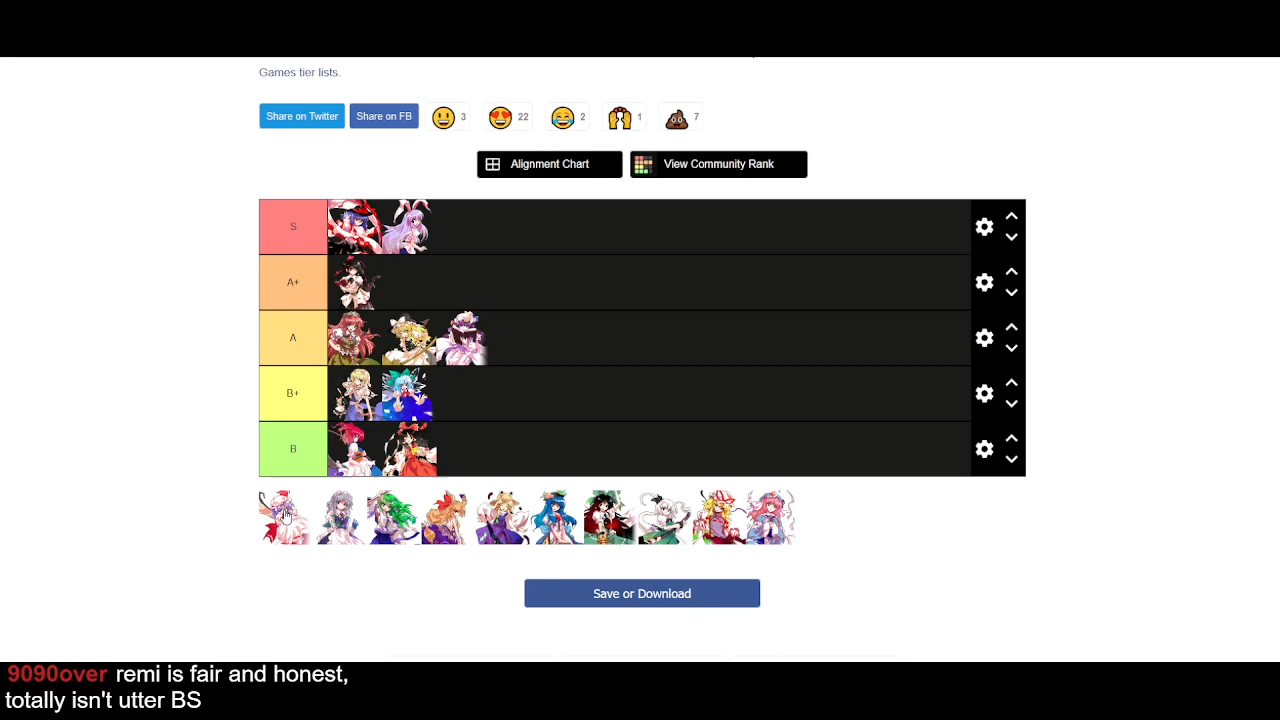 Games tier lists.
Share on Twitter Share on FB 3 22 2 1 7
Alignment Chart View Community Rank
S
A+
A
B+
B
Save or Download
9090over remi is fair and honest,
totally isn't utter BS